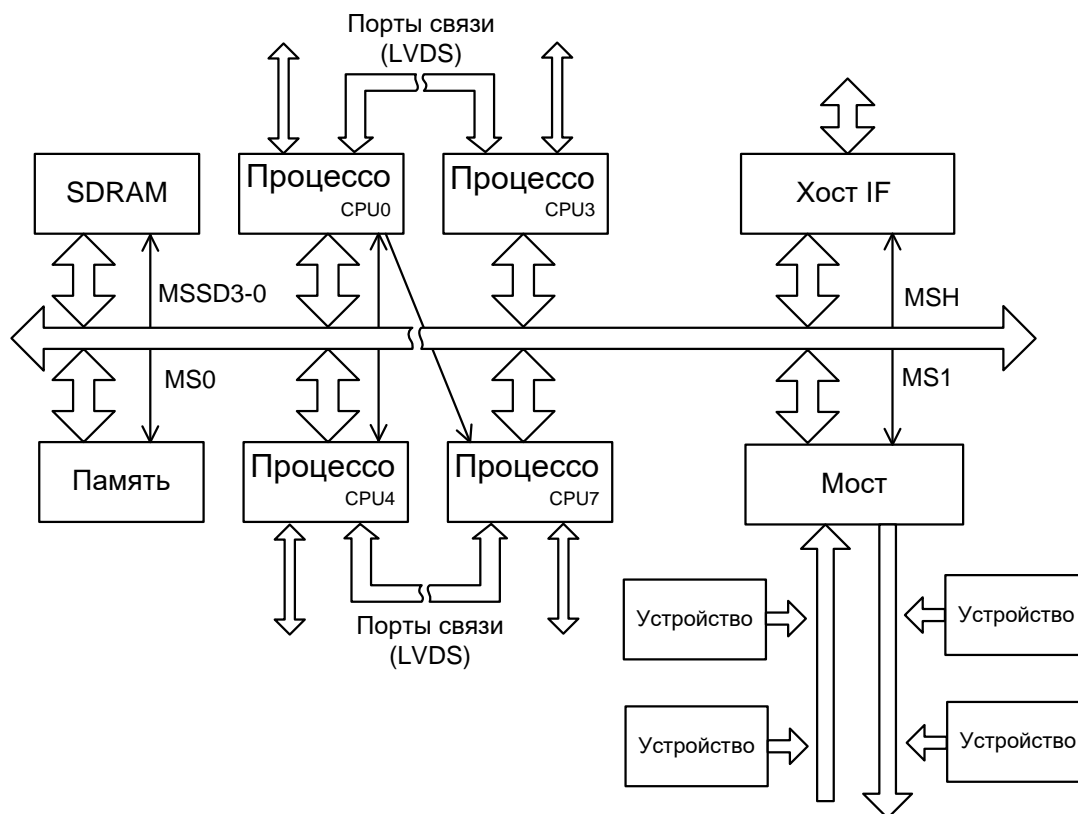 Порты связи
(LVDS)
SDRAM
Процессо
CPU0
Процессо
CPU3
Хост IF
MSSD3-0
MSH
MS0
MS1
Память
Процессо
CPU4
Процессо
CPU7
Мост
Порты связи
(LVDS)
Устройство
Устройство
Устройство
Устройство